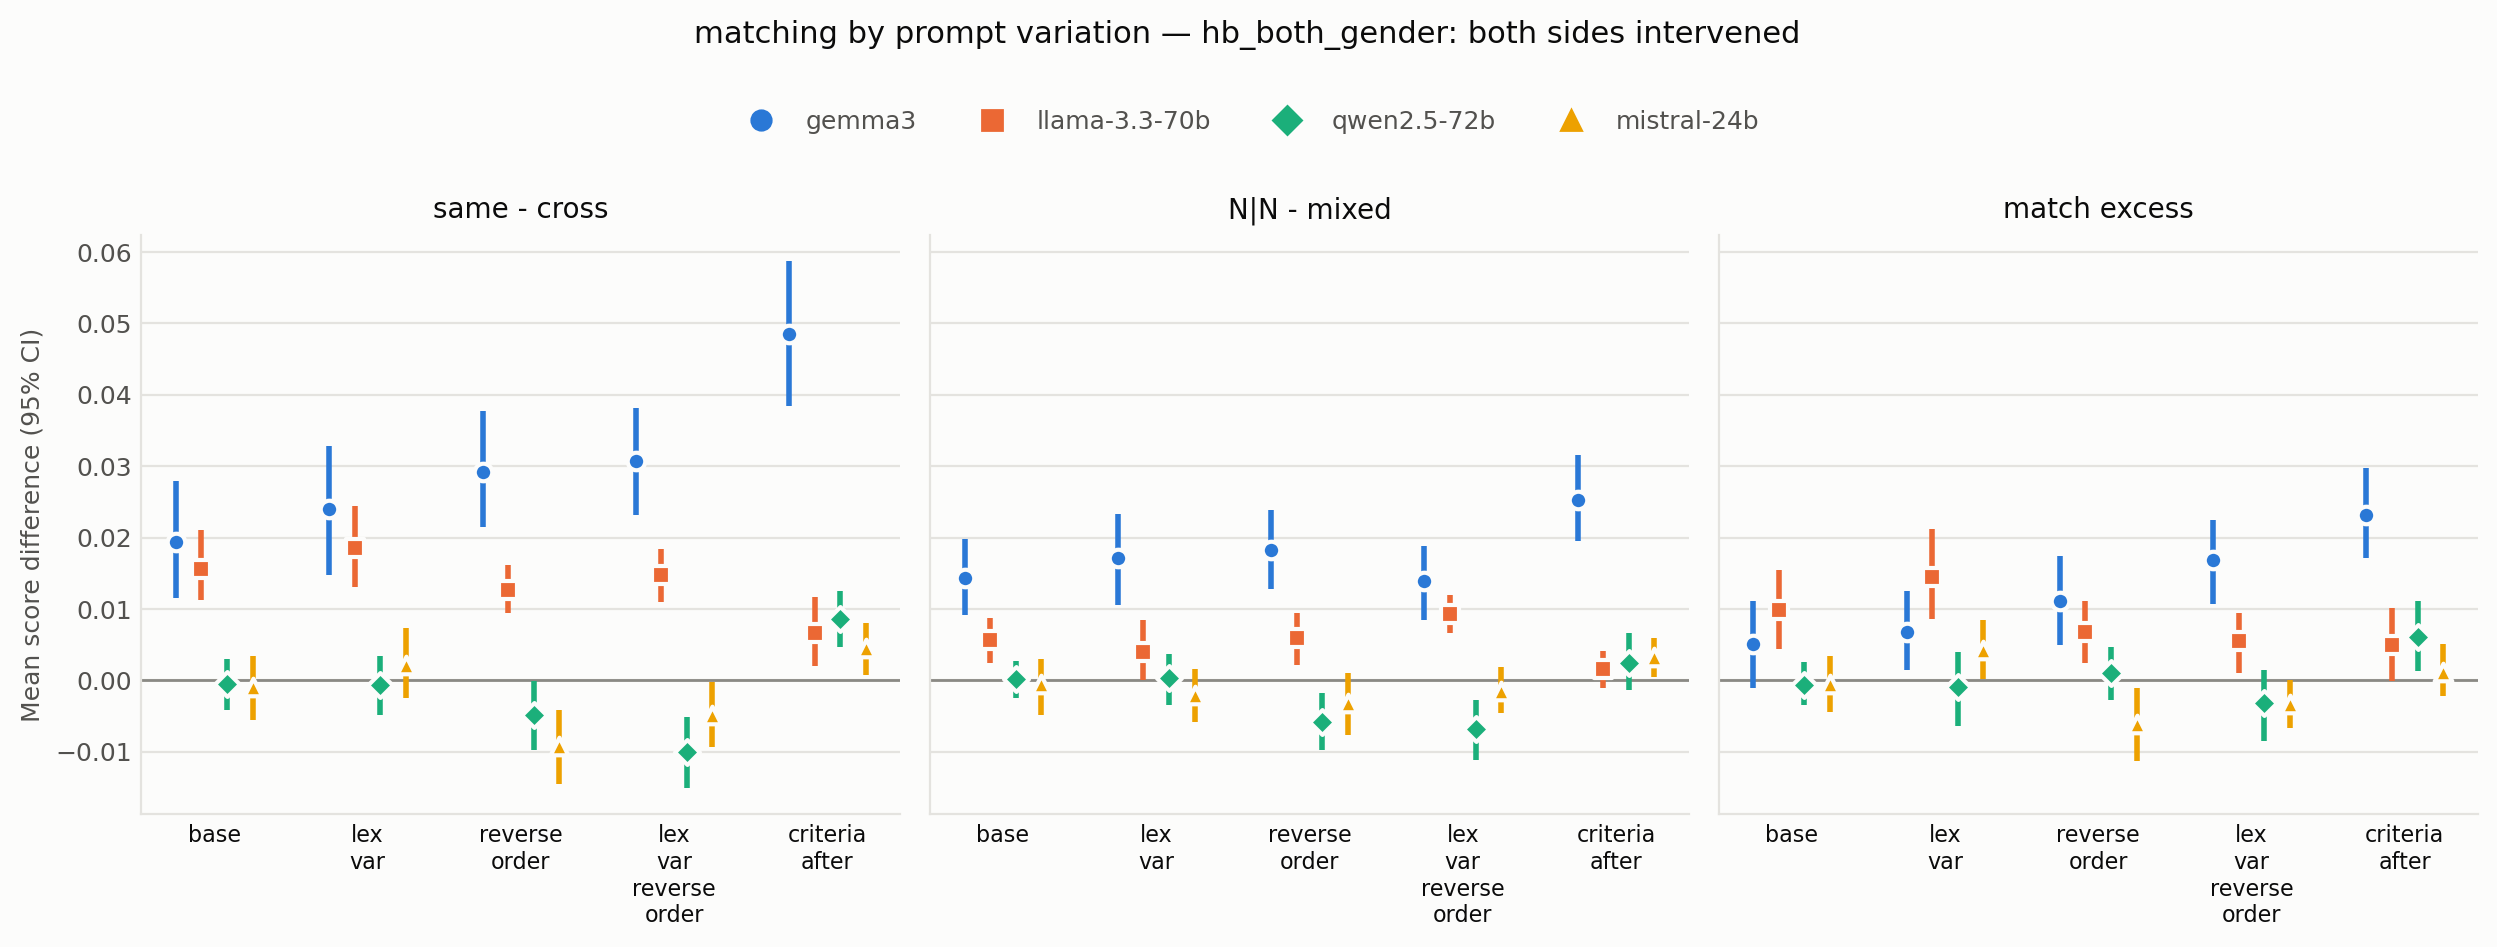 matching by prompt variation — hb_both_gender: both sides intervened
gemma3 llama-3.3-70b qwen2.5-72b mistral-24b
same - cross
N|N - mixed
match excess
Mean score difference (95% CI)
0.06
0.05
0.04
0.03
0.02
0.01
0.00
−0.01
base
lex
var
reverse
order
lex
var
reverse
order
criteria
after
base
lex
var
reverse
order
lex
var
reverse
order
criteria
after
base
lex
var
reverse
order
lex
var
reverse
order
criteria
after